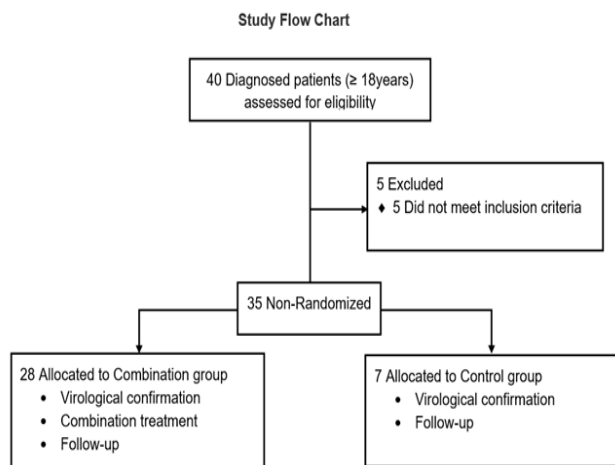 Study Flow Chart
40 Diagnosed patients (≥ 18years)
assessed for eligibility
5 Excluded
♦ 5 Did not meet inclusion criteria
35 Non-Randomized
28 Allocated to Combination group
• Virological confirmation
• Combination treatment
• Follow-up
7 Allocated to Control group
• Virological confirmation
• Follow-up